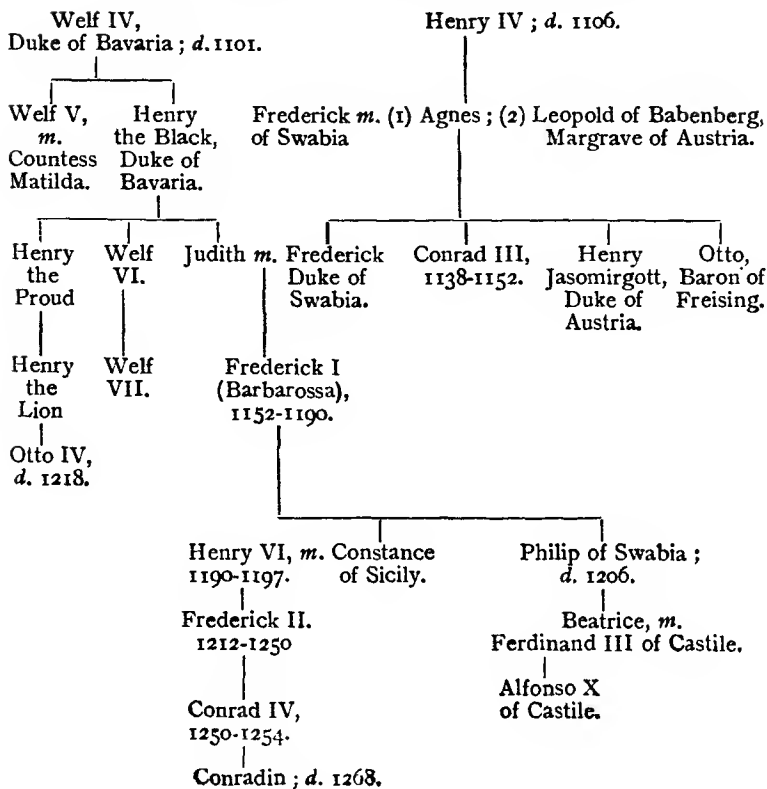 Welf IV,
Duke of Bavaria ; d. 1101.
Henry IV ; d. 1106.
Welf V,
m.
Countess
Matilda.
Henry
the Black,
Duke of
Bavaria.
Frederick m. (1) Agnes ; (2) Leopold of Babenberg,
of Swabia
Margrave of Austria.
Henry
the
Proud
Welf
VI.
Judith m. Frederick
Duke of
Swabia.
Conrad III,
1138-1152.
Henry
Jasomirgott,
Duke of
Austria.
Otto,
Baron of
Freising.
Henry
the
Lion
Welf
VII.
Frederick I
(Barbarossa),
1152-1190.
Otto IV,
d. 1218.
Henry VI, m. Constance
1190-1197. of Sicily.
Philip of Swabia ;
d. 1206.
Frederick II.
1212-1250
Beatrice, m.
Ferdinand III of Castile.
Conrad IV,
1250-1254.
Alfonso X
of Castile.
Conradin ; d. 1268.